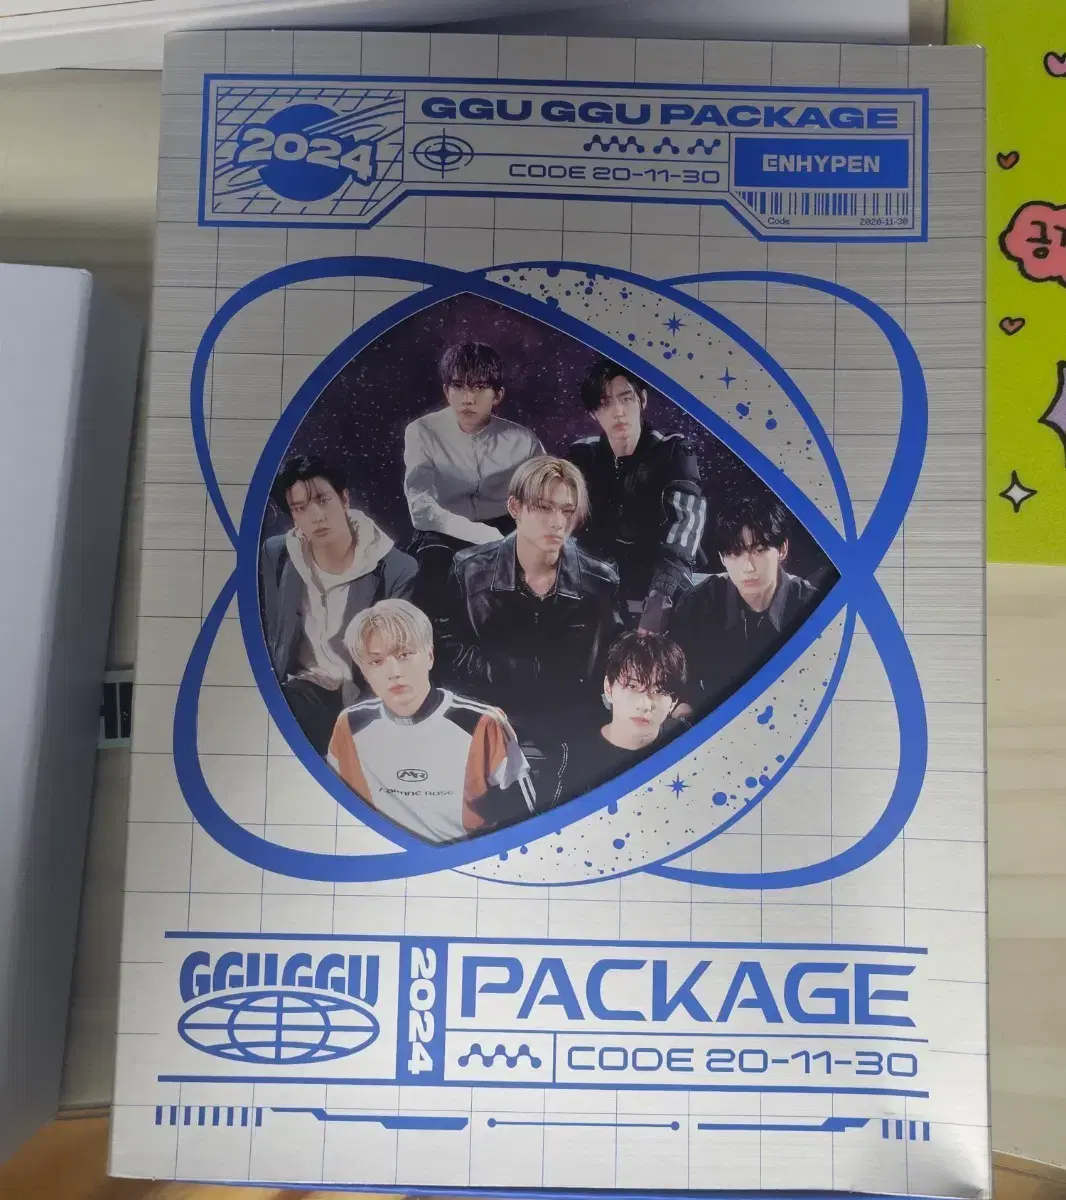 2024
GGU GGU PACKAGE
CODE 20-11-30
ENHYPEN
Code 2020-11-30
GGUGGU
2024
PACKAGE
CODE 20-11-30